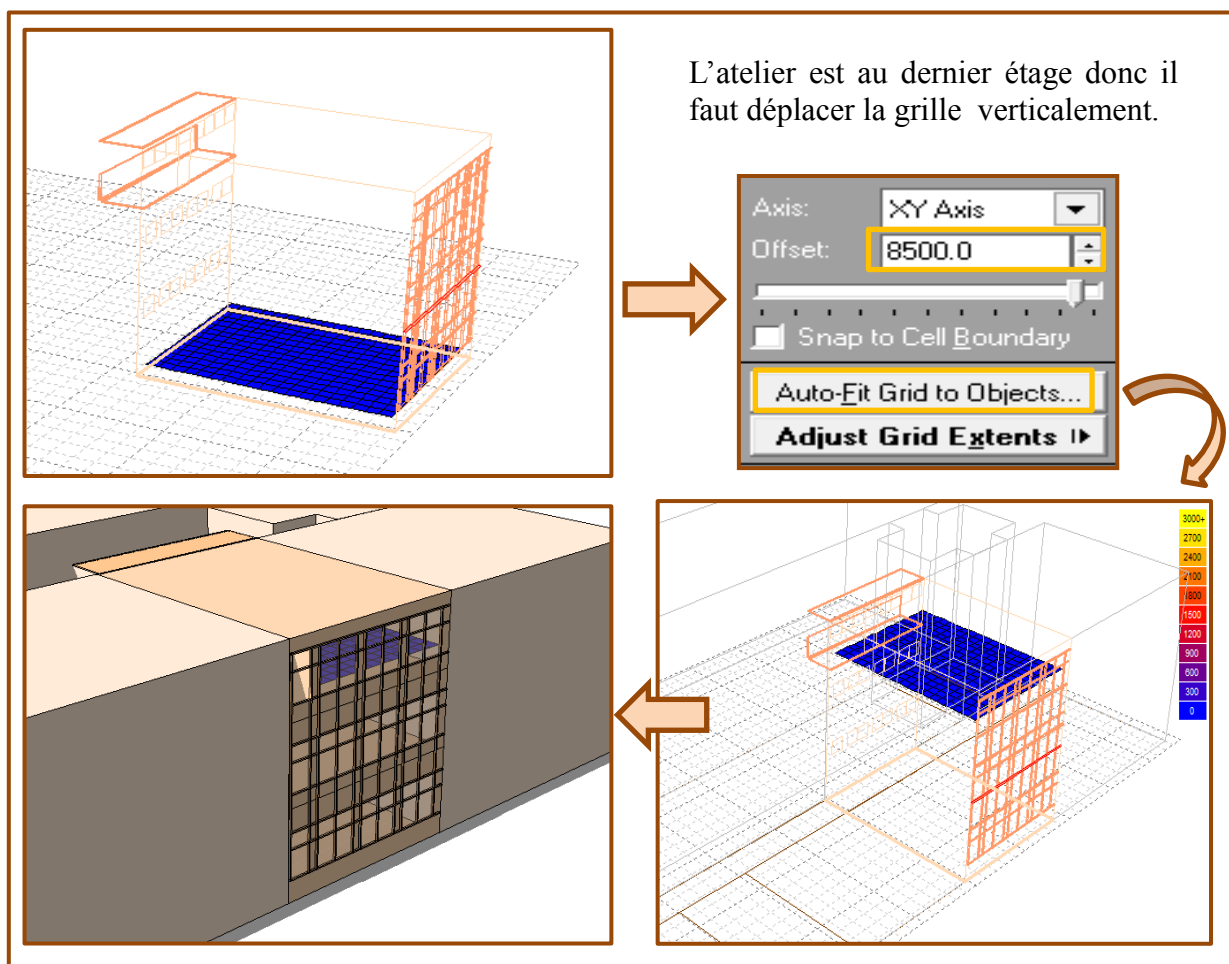 L’atelier est au dernier étage donc il
faut déplacer la grille verticalement.
Axis: XY Axis
Offset: 8500.0
Snap to Cell Boundary
Auto-Fit Grid to Objects...
Adjust Grid Extents
3000+
2700
2400
2100
1800
1500
1200
900
600
300
0